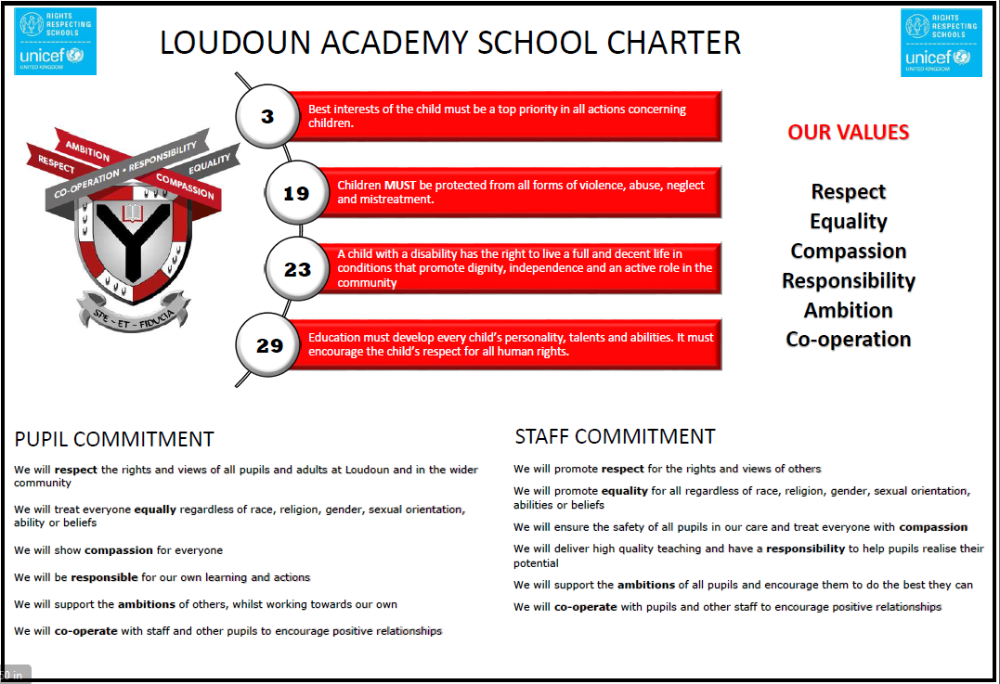 RIGHTS
RESPECTING
SCHOOLS
unicef
UNITED KINGDOM
LOUDOUN ACADEMY SCHOOL CHARTER
RIGHTS
RESPECTING
SCHOOLS
unicef
UNITED KINGDOM
AMBITION
RESPECT
CO-OPERATION • RESPONSIBILITY
EQUALITY
COMPASSION
STE - ET - FIDUCIA
3
Best interests of the child must be a top priority in all actions concerning
children.
19
Children MUST be protected from all forms of violence, abuse, neglect
and mistreatment.
23
A child with a disability has the right to live a full and decent life in
conditions that promote dignity, independence and an active role in the
community
29
Education must develop every child's personality, talents and abilities. It must
encourage the child's respect for all human rights.
OUR VALUES
Respect
Equality
Compassion
Responsibility
Ambition
Co-operation
PUPIL COMMITMENT
We will respect the rights and views of all pupils and adults at Loudoun and in the wider
community
We will treat everyone equally regardless of race, religion, gender, sexual orientation,
ability or beliefs
We will show compassion for everyone
We will be responsible for our own learning and actions
We will support the ambitions of others, whilst working towards our own
We will co-operate with staff and other pupils to encourage positive relationships
STAFF COMMITMENT
We will promote respect for the rights and views of others
We will promote equality for all regardless of race, religion, gender, sexual orientation,
abilities or beliefs
We will ensure the safety of all pupils in our care and treat everyone with compassion
We will deliver high quality teaching and have a responsibility to help pupils realise their
potential
We will support the ambitions of all pupils and encourage them to do the best they can
We will co-operate with pupils and other staff to encourage positive relationships